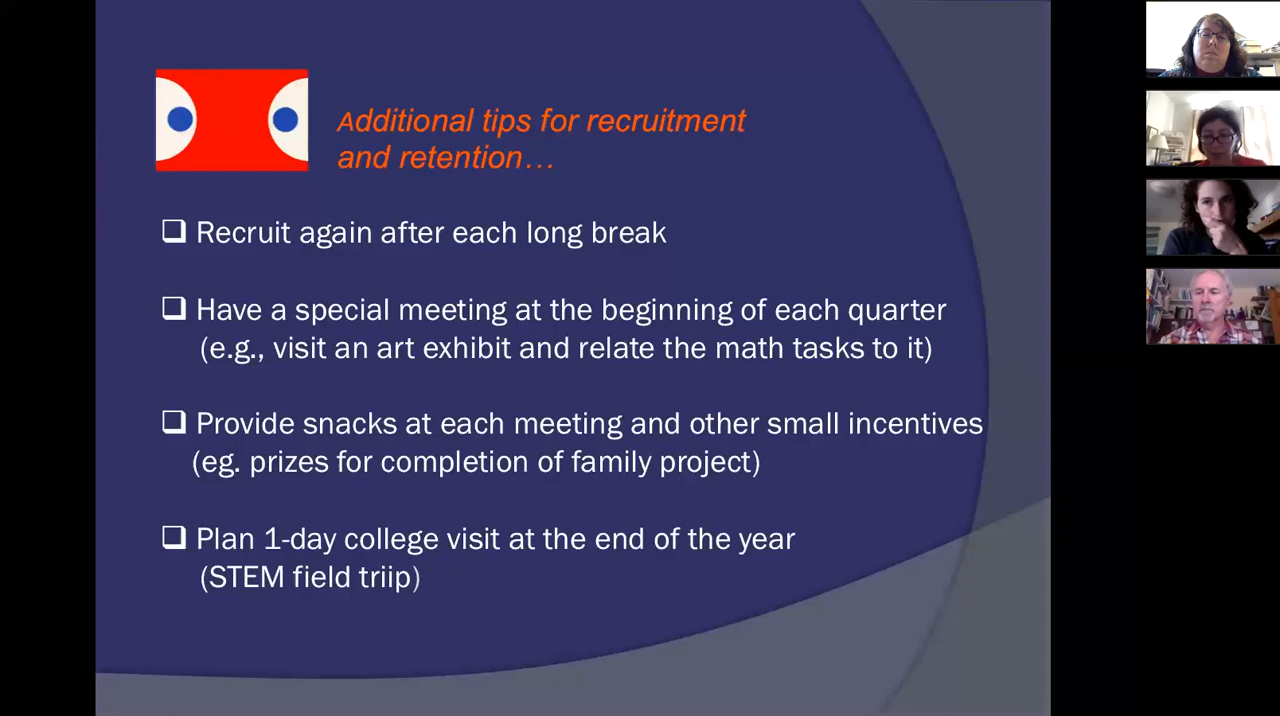 Additional tips for recruitment
and retention…
❑ Recruit again after each long break
❑ Have a special meeting at the beginning of each quarter
(e.g., visit an art exhibit and relate the math tasks to it)
❑ Provide snacks at each meeting and other small incentives
(eg. prizes for completion of family project)
❑ Plan 1-day college visit at the end of the year
(STEM field triip)